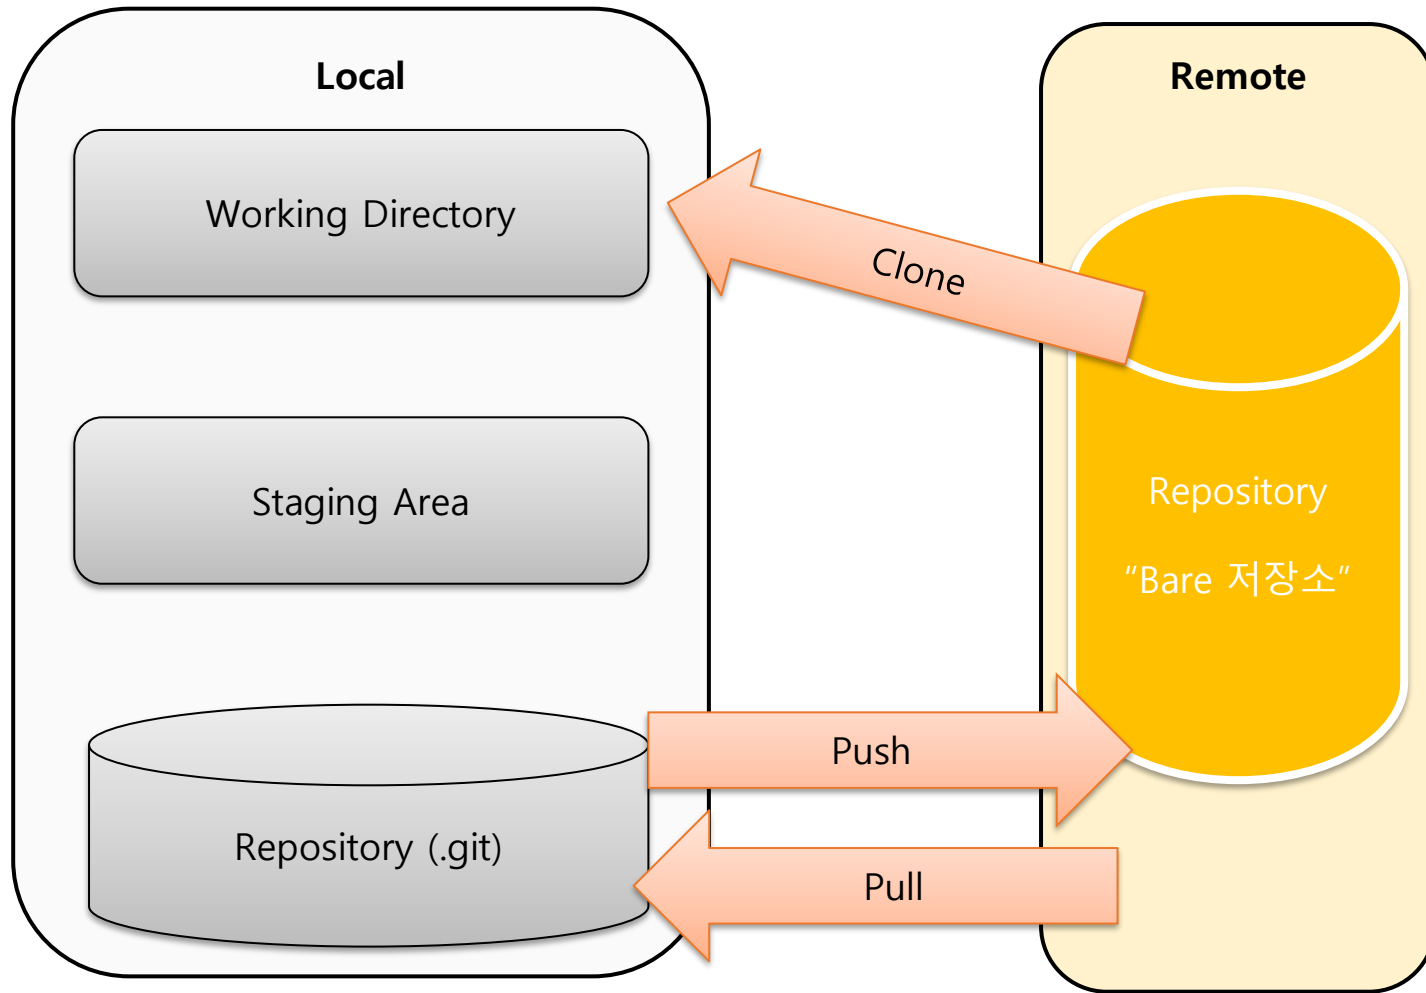 Local
Working Directory
Staging Area
Repository (.git)
Clone
Push
Pull
Remote
Repository
"Bare 저장소"